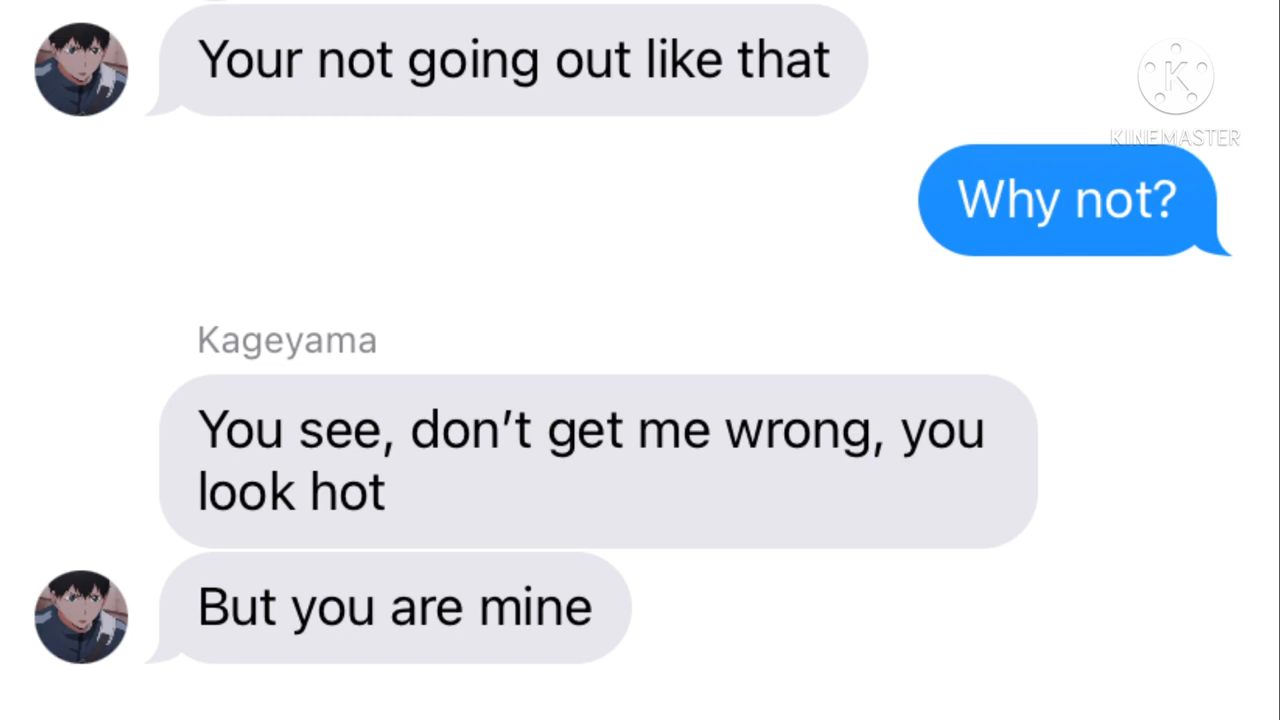 Your not going out like that
K
KINEMASTER
Why not?
Kageyama
You see, don’t get me wrong, you
look hot
But you are mine